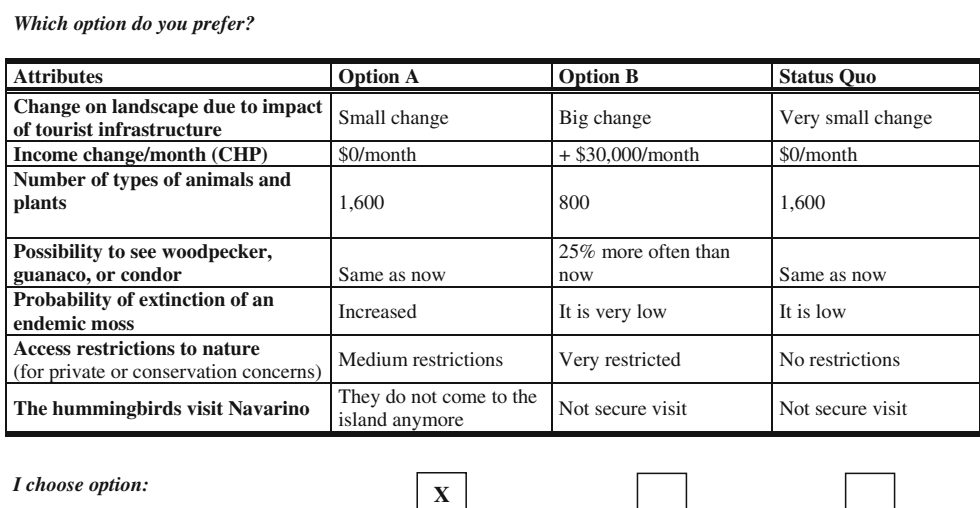 Which option do you prefer?
Attributes Option A Option B Status Quo
Change on landscape due to impact of tourist infrastructure Small change Big change Very small change
Income change/month (CHP) $0/month + $30,000/month $0/month
Number of types of animals and plants 1,600 800 1,600
Possibility to see woodpecker, guanaco, or condor Same as now 25% more often than now Same as now
Probability of extinction of an endemic moss Increased It is very low It is low
Access restrictions to nature (for private or conservation concerns) Medium restrictions Very restricted No restrictions
The hummingbirds visit Navarino They do not come to the island anymore Not secure visit Not secure visit
I choose option: X